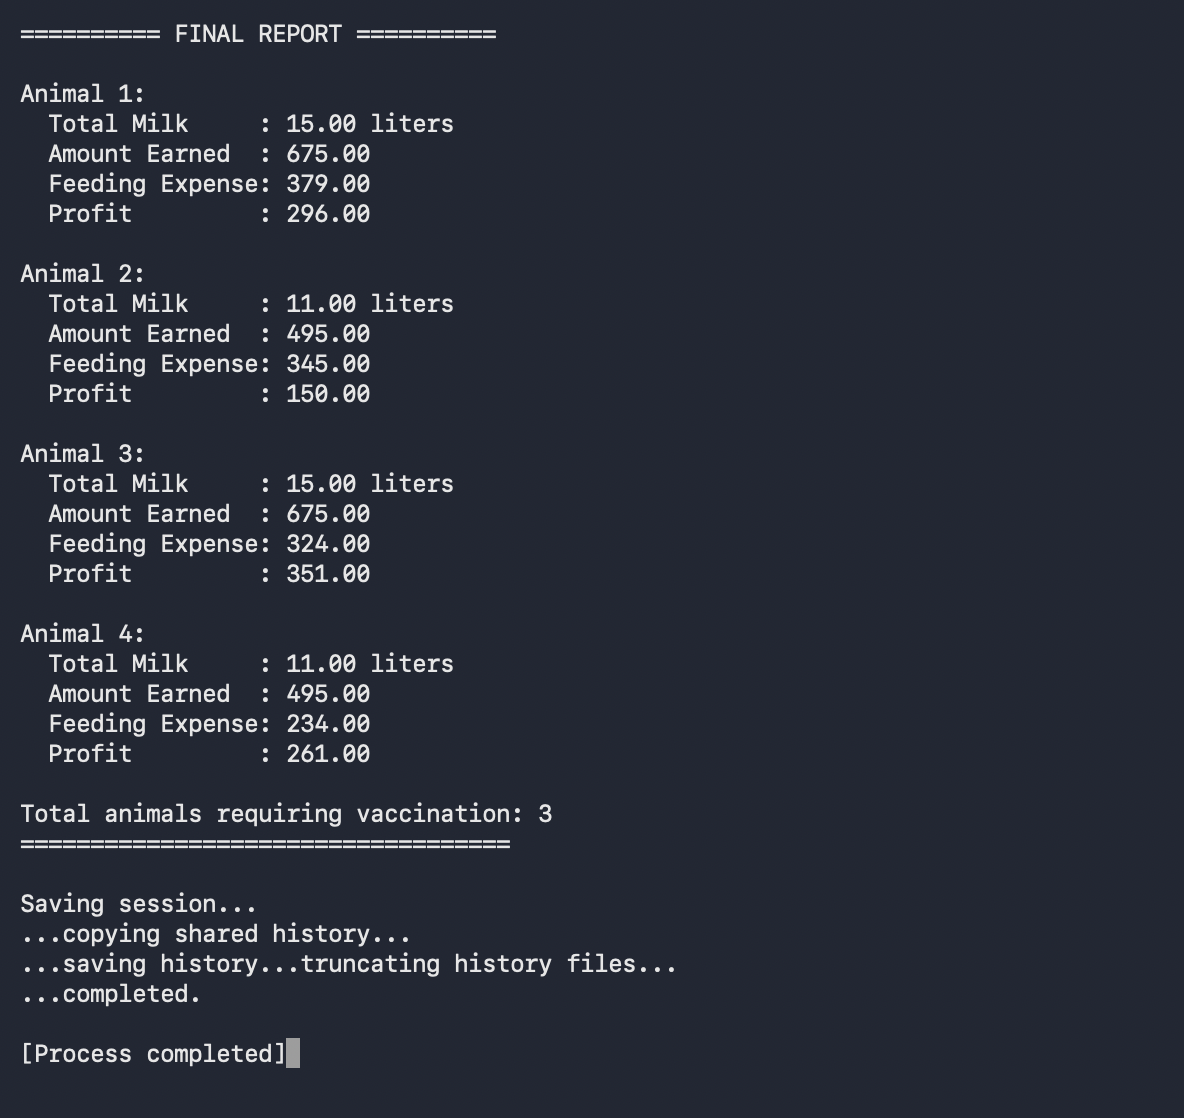 ========== FINAL REPORT ==========
Animal 1:
  Total Milk     : 15.00 liters
  Amount Earned  : 675.00
  Feeding Expense: 379.00
  Profit         : 296.00
Animal 2:
  Total Milk     : 11.00 liters
  Amount Earned  : 495.00
  Feeding Expense: 345.00
  Profit         : 150.00
Animal 3:
  Total Milk     : 15.00 liters
  Amount Earned  : 675.00
  Feeding Expense: 324.00
  Profit         : 351.00
Animal 4:
  Total Milk     : 11.00 liters
  Amount Earned  : 495.00
  Feeding Expense: 234.00
  Profit         : 261.00
Total animals requiring vaccination: 3
===================================
Saving session...
...copying shared history...
...saving history...truncating history files...
...completed.
[Process completed]